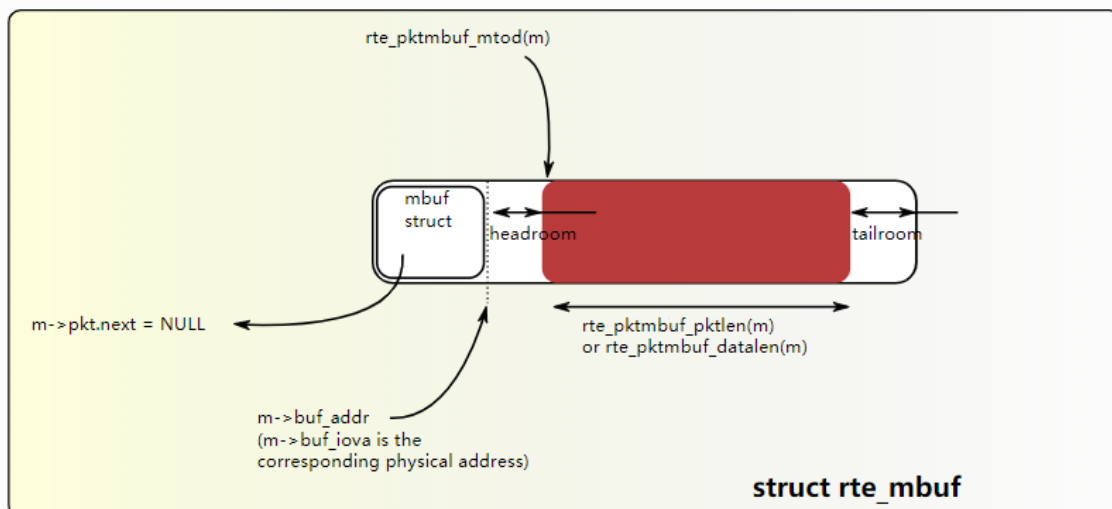 rte_pktmbuf_mtod(m)
mbuf
struct
headroom
tailroom
m->pkt.next = NULL
rte_pktmbuf_pktlen(m)
or rte_pktmbuf_datalen(m)
m->buf_addr
(m->buf_iova is the
corresponding physical address)
struct rte_mbuf